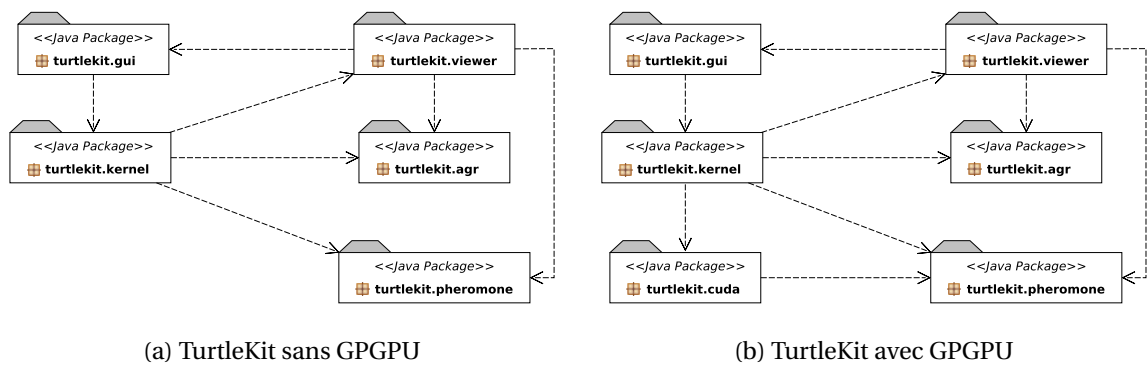 <<Java Package>>
turtlekit.gui
<<Java Package>>
turtlekit.viewer
<<Java Package>>
turtlekit.kernel
<<Java Package>>
turtlekit.agr
<<Java Package>>
turtlekit.pheromone
(a) TurtleKit sans GPGPU
<<Java Package>>
turtlekit.gui
<<Java Package>>
turtlekit.viewer
<<Java Package>>
turtlekit.kernel
<<Java Package>>
turtlekit.agr
<<Java Package>>
turtlekit.cuda
<<Java Package>>
turtlekit.pheromone
(b) TurtleKit avec GPGPU